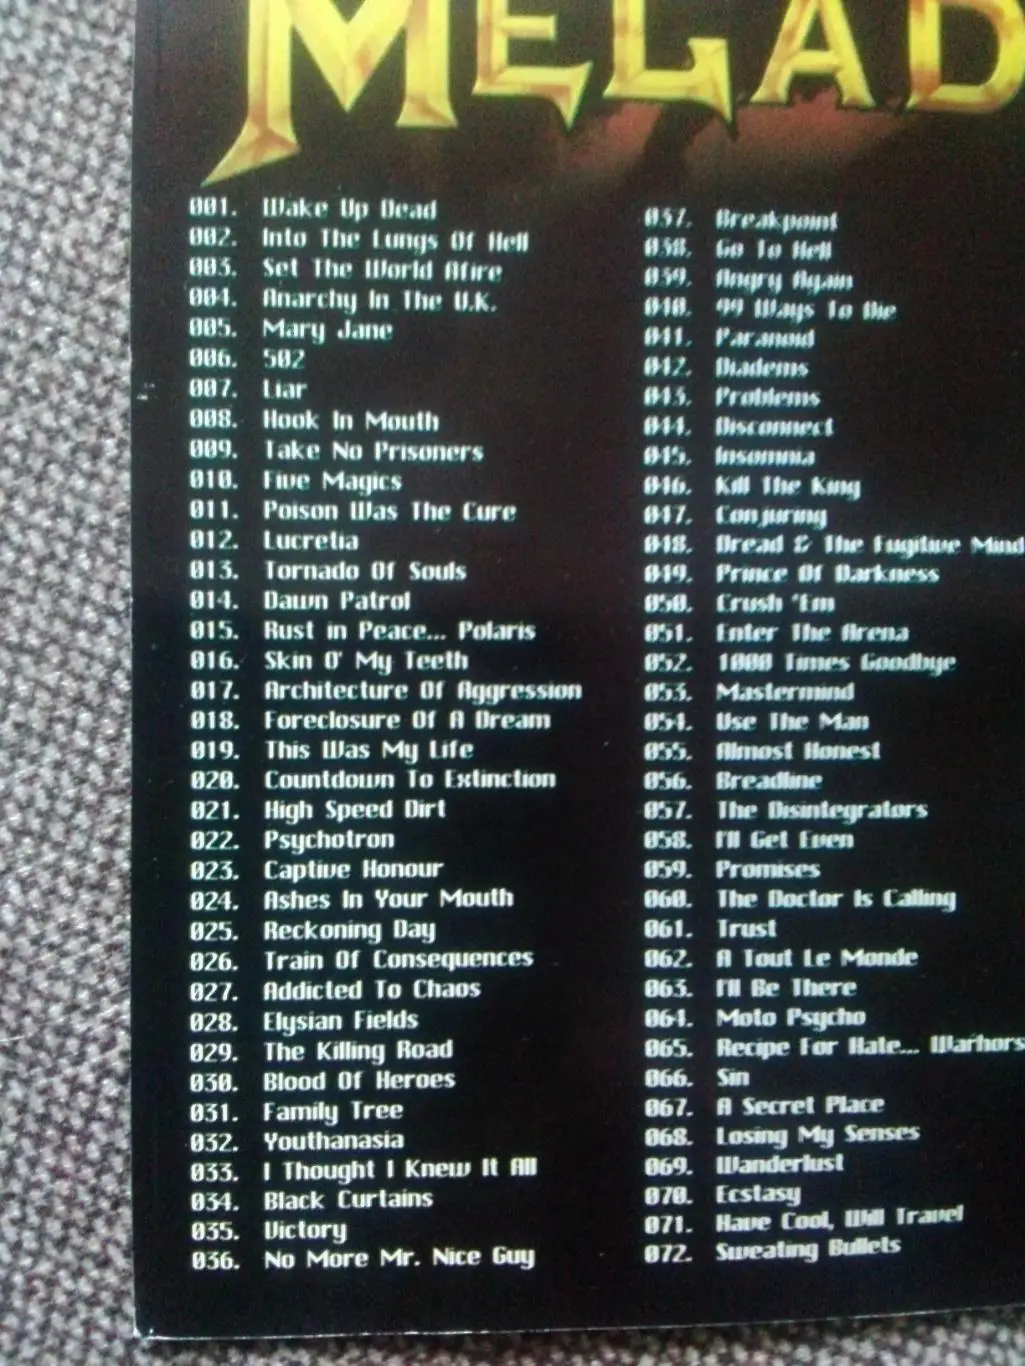 MEGAD
001. Wake Up Dead
002. Into The Lungs Of Hell
003. Set The World Afire
004. Anarchy In The U.K.
005. Mary Jane
006. 502
007. Liar
008. Hook In Mouth
009. Take No Prisoners
010. Five Magics
011. Poison Was The Cure
012. Lucretia
013. Tornado Of Souls
014. Dawn Patrol
015. Rust in Peace... Polaris
016. Skin O' My Teeth
017. Architecture Of Aggression
018. Foreclosure Of A Dream
019. This Was My Life
020. Countdown To Extinction
021. High Speed Dirt
022. Psychotron
023. Captive Honour
024. Ashes In Your Mouth
025. Reckoning Day
026. Train Of Consequences
027. Addicted To Chaos
028. Elysian Fields
029. The Killing Road
030. Blood Of Heroes
031. Family Tree
032. Youthanasia
033. I Thought I Knew It All
034. Black Curtains
035. Victory
036. No More Mr. Nice Guy
037. Breakpoint
038. Go To Hell
039. Angry Again
040. 99 Ways To Die
041. Paranoid
042. Diadems
043. Problems
044. Disconnect
045. Insomnia
046. Kill The King
047. Conjuring
048. Dread & The Fugitive Mind
049. Prince Of Darkness
050. Crush 'Em
051. Enter The Arena
052. 1000 Times Goodbye
053. Mastermind
054. Use The Man
055. Almost Honest
056. Breadline
057. The Disintegrators
058. I'll Get Even
059. Promises
060. The Doctor Is Calling
061. Trust
062. A Tout Le Monde
063. I'll Be There
064. Moto Psycho
065. Recipe For Hate... Warhors
066. Sin
067. A Secret Place
068. Losing My Senses
069. Wanderlust
070. Ecstasy
071. Have Cool, Will Travel
072. Sweating Bullets